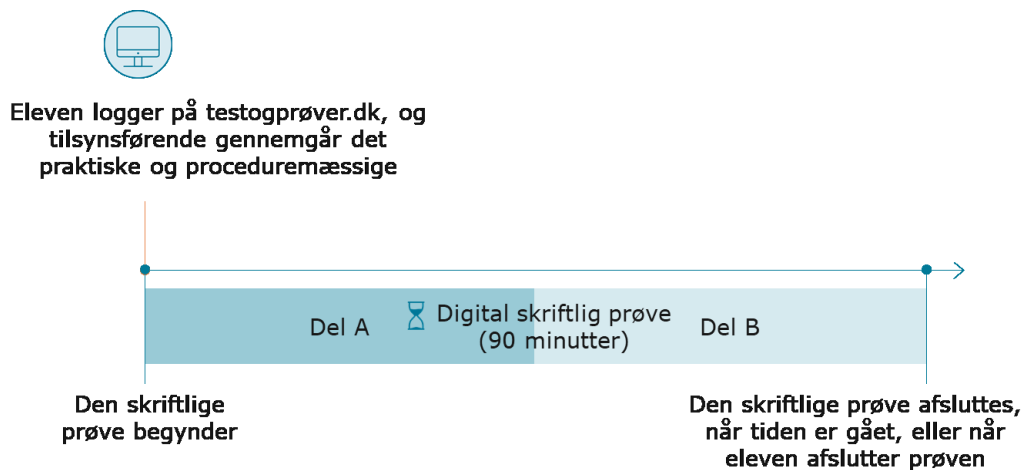 Eleven logger på testogprøver.dk, og
tilsynsførende gennemgår det
praktiske og proceduremæssige
Del A
Digital skriftlig prøve
(90 minutter)
Del B
Den skriftlige
prøve begynder
Den skriftlige prøve afsluttes,
når tiden er gået, eller når
eleven afslutter prøven